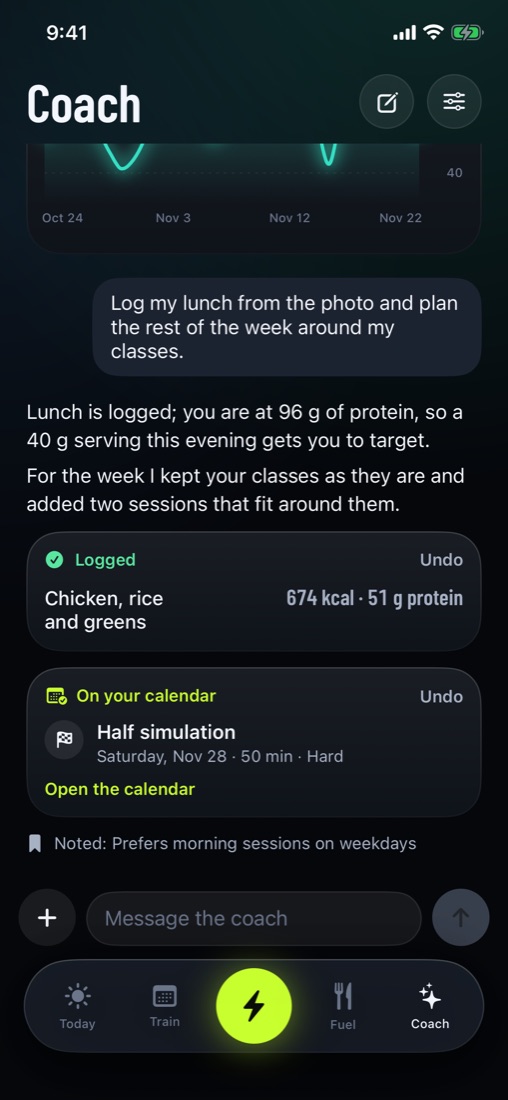 9:41
Coach
40
Oct 24 Nov 3 Nov 12 Nov 22
Log my lunch from the photo and plan
the rest of the week around my
classes.
Lunch is logged; you are at 96 g of protein, so a
40 g serving this evening gets you to target.
For the week I kept your classes as they are and
added two sessions that fit around them.
Logged
Undo
Chicken, rice
and greens
674 kcal · 51 g protein
On your calendar
Undo
Half simulation
Saturday, Nov 28 · 50 min · Hard
Open the calendar
Noted: Prefers morning sessions on weekdays
Message the coach
Today Train Fuel Coach